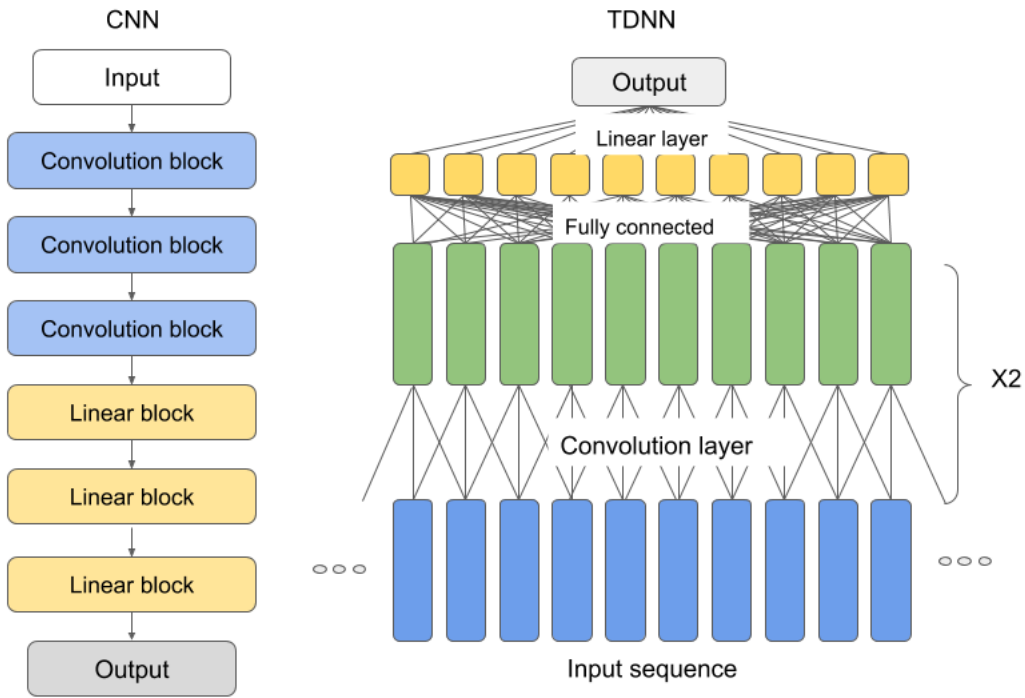 CNN
Input
Convolution block
Convolution block
Convolution block
Linear block
Linear block
Linear block
Output
TDNN
Output
Linear layer
Fully connected
X2
Convolution layer
Input sequence